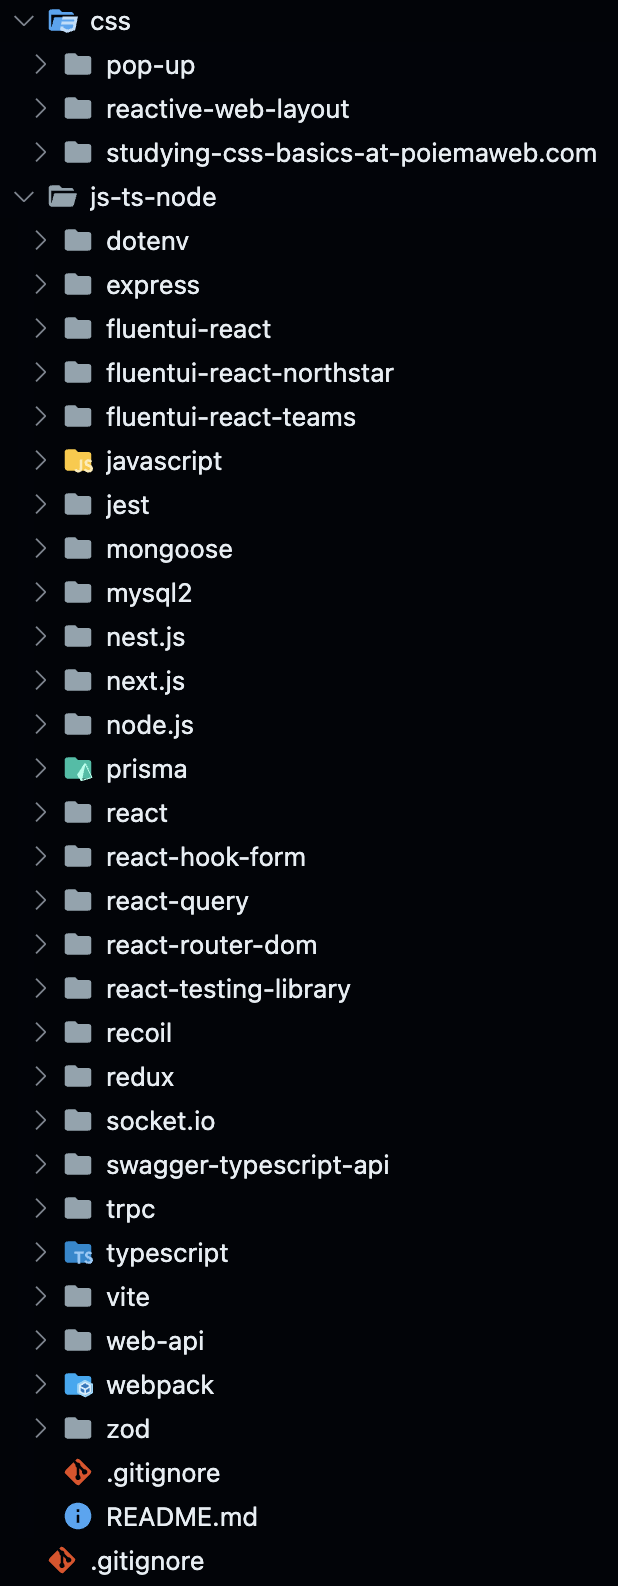 css
pop-up
reactive-web-layout
studying-css-basics-at-poiemaweb.com
js-ts-node
dotenv
express
fluentui-react
fluentui-react-northstar
fluentui-react-teams
javascript
jest
mongoose
mysql2
nest.js
next.js
node.js
prisma
react
react-hook-form
react-query
react-router-dom
react-testing-library
recoil
redux
socket.io
swagger-typescript-api
trpc
typescript
vite
web-api
webpack
zod
.gitignore
README.md
.gitignore